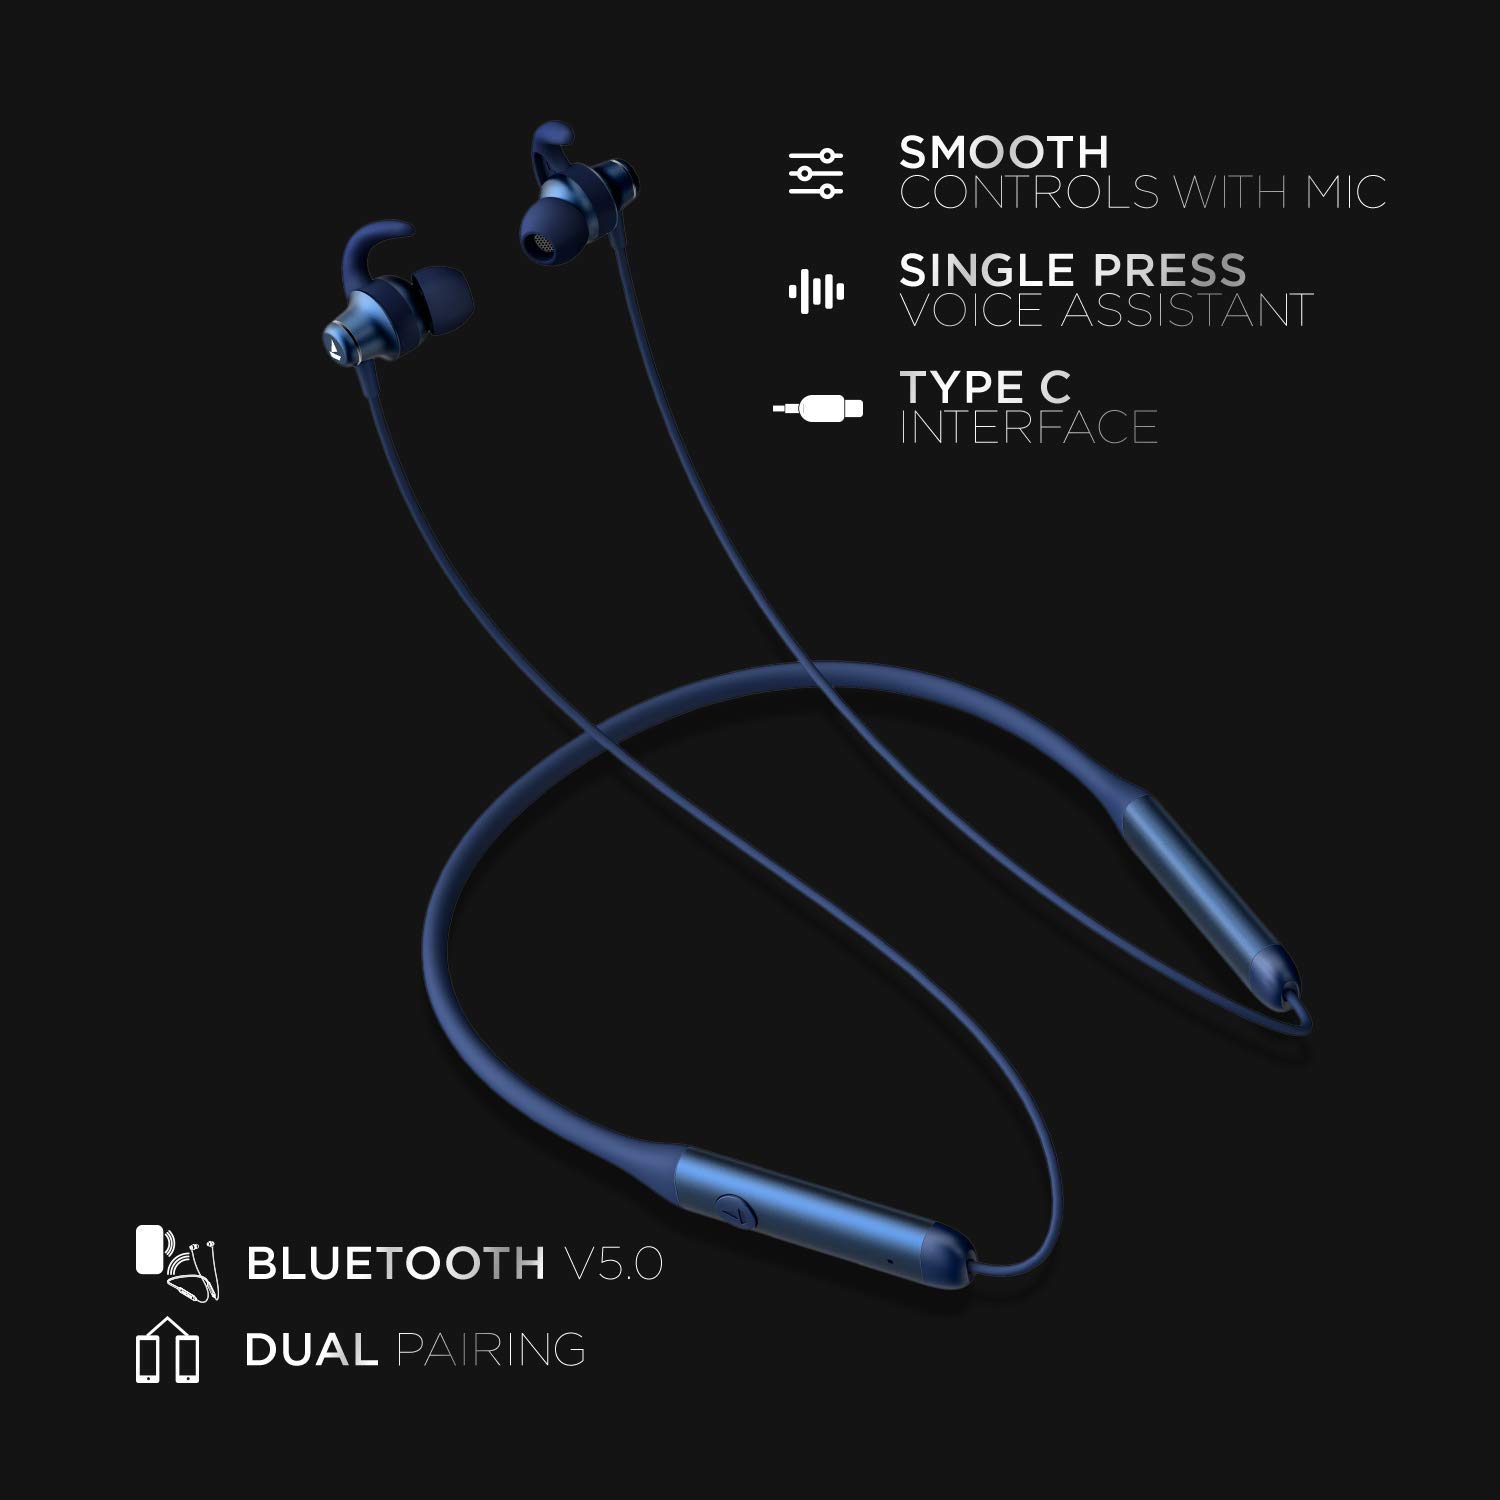 SMOOTH
CONTROLS WITH MIC
SINGLE PRESS
VOICE ASSISTANT
TYPE C
INTERFACE
BLUETOOTH V5.0
DUAL PAIRING